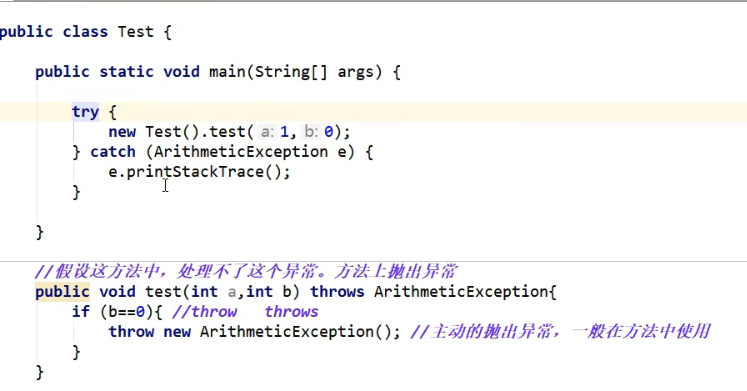 public class Test {
public static void main(String[] args) {
try {
new Test().test( a: 1, b: 0);
} catch (ArithmeticException e) {
e.printStackTrace();
}
}
//假设这方法中，处理不了这个异常。方法上抛出异常
public void test(int a,int b) throws ArithmeticException{
if (b==0){ //throw   throws
throw new ArithmeticException(); //主动的抛出异常，一般在方法中使用
}
}